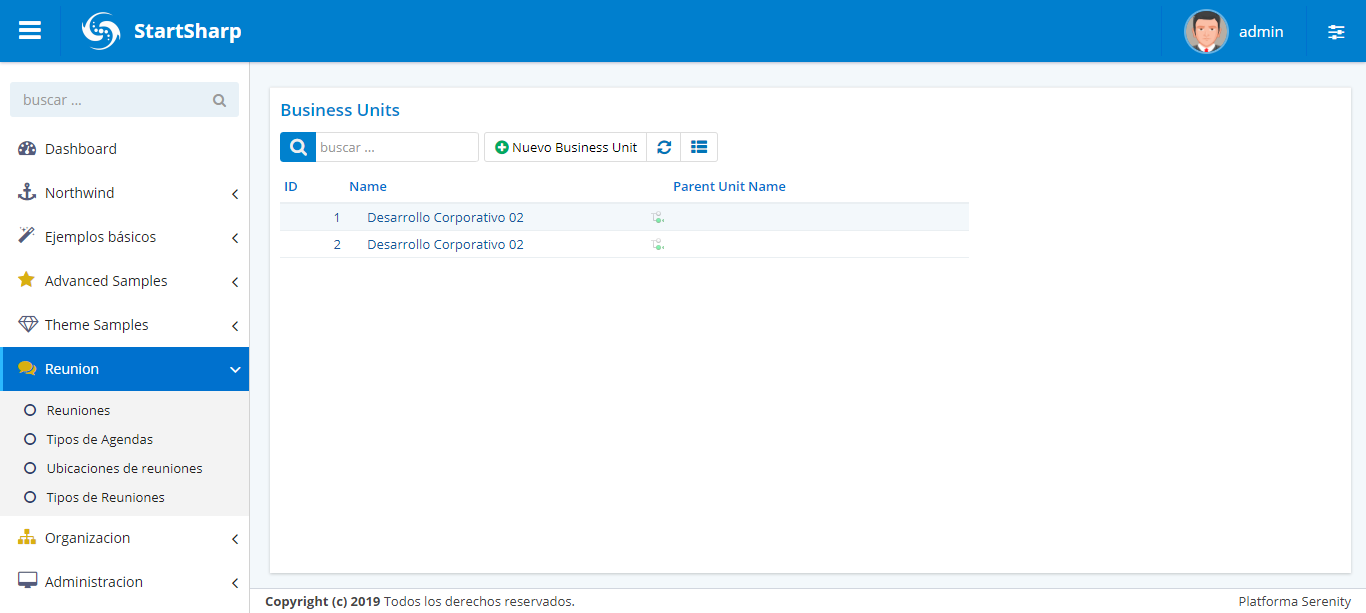 StartSharp
admin
buscar ...
Dashboard
Northwind
Ejemplos básicos
Advanced Samples
Theme Samples
Reunion
Reuniones
Tipos de Agendas
Ubicaciones de reuniones
Tipos de Reuniones
Organizacion
Administracion
Business Units
buscar ... Nuevo Business Unit
ID Name Parent Unit Name
1 Desarrollo Corporativo 02
2 Desarrollo Corporativo 02
Copyright (c) 2019 Todos los derechos reservados. Platforma Serenity